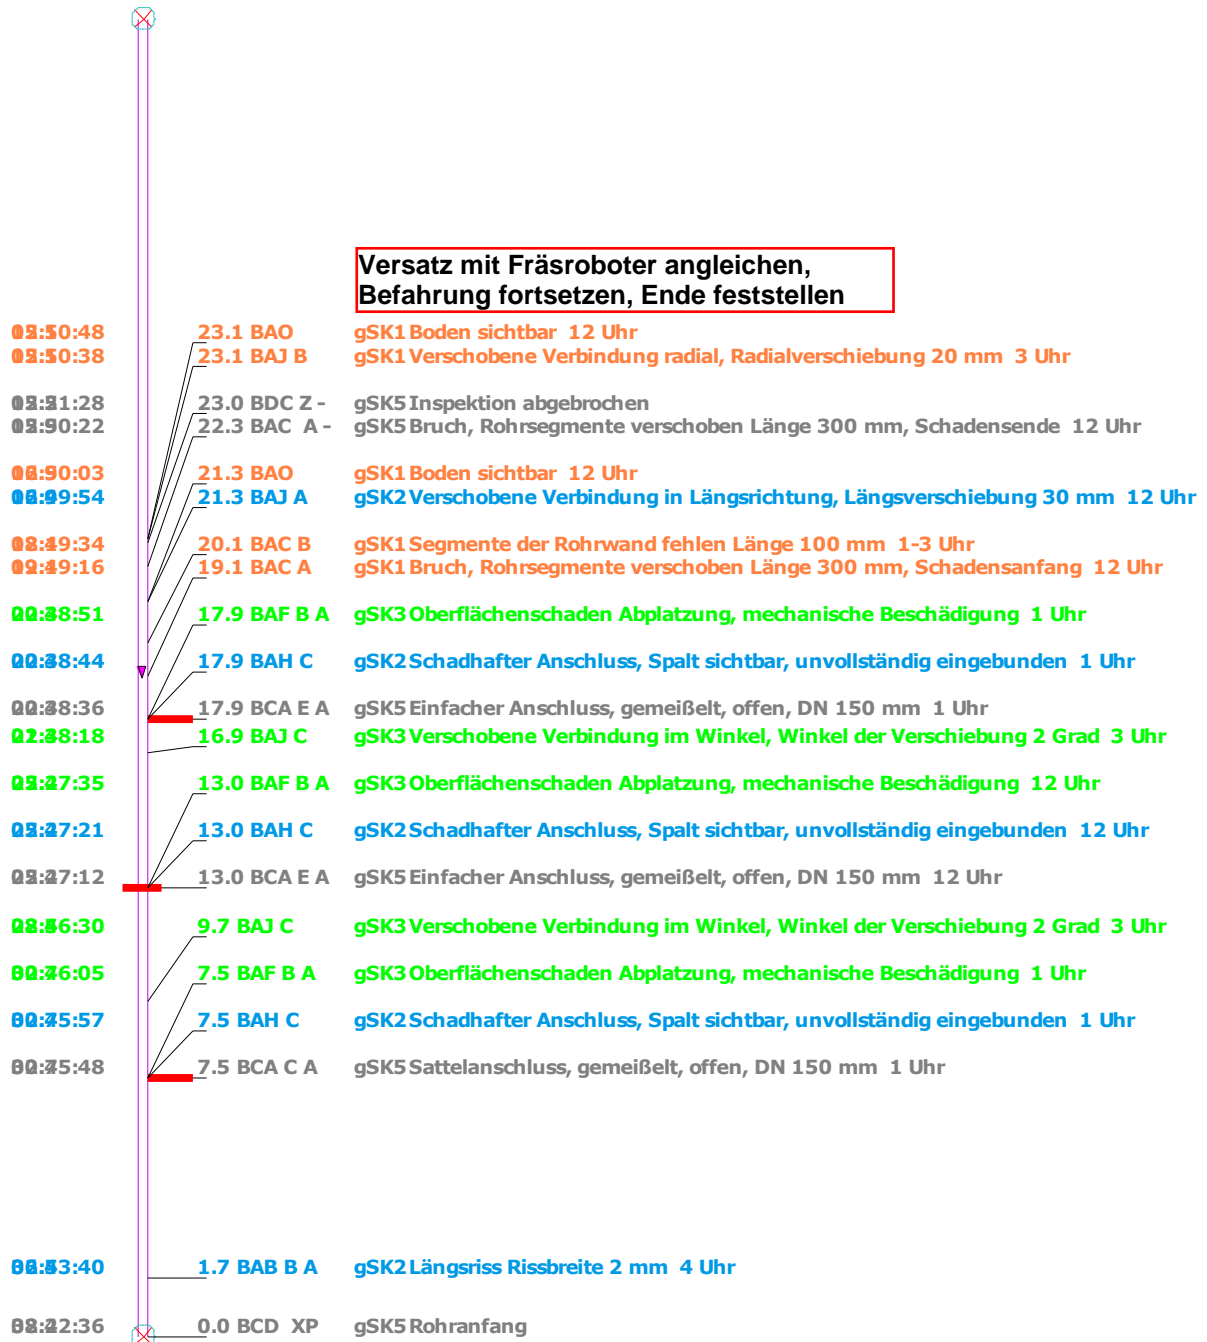 Versatz mit Fräsroboter angleichen,
Befahrung fortsetzen, Ende feststellen
23.1 BAO gSK1 Boden sichtbar 12 Uhr
23.1 BAJ B gSK1 Verschobene Verbindung radial, Radialverschiebung 20 mm 3 Uhr
23.0 BDC Z - gSK5 Inspektion abgebrochen
22.3 BAC A - gSK5 Bruch, Rohrsegmente verschoben Länge 300 mm, Schadensende 12 Uhr
21.3 BAO gSK1 Boden sichtbar 12 Uhr
21.3 BAJ A gSK2 Verschobene Verbindung in Längsrichtung, Längsverschiebung 30 mm 12 Uhr
20.1 BAC B gSK1 Segmente der Rohrwand fehlen Länge 100 mm 1-3 Uhr
19.1 BAC A gSK1 Bruch, Rohrsegmente verschoben Länge 300 mm, Schadensanfang 12 Uhr
17.9 BAF B A gSK3 Oberflächenschaden Abplatzung, mechanische Beschädigung 1 Uhr
17.9 BAH C gSK2 Schadhafter Anschluss, Spalt sichtbar, unvollständig eingebunden 1 Uhr
17.9 BCA E A gSK5 Einfacher Anschluss, gemeißelt, offen, DN 150 mm 1 Uhr
16.9 BAJ C gSK3 Verschobene Verbindung im Winkel, Winkel der Verschiebung 2 Grad 3 Uhr
13.0 BAF B A gSK3 Oberflächenschaden Abplatzung, mechanische Beschädigung 12 Uhr
13.0 BAH C gSK2 Schadhafter Anschluss, Spalt sichtbar, unvollständig eingebunden 12 Uhr
13.0 BCA E A gSK5 Einfacher Anschluss, gemeißelt, offen, DN 150 mm 12 Uhr
9.7 BAJ C gSK3 Verschobene Verbindung im Winkel, Winkel der Verschiebung 2 Grad 3 Uhr
7.5 BAF B A gSK3 Oberflächenschaden Abplatzung, mechanische Beschädigung 1 Uhr
7.5 BAH C gSK2 Schadhafter Anschluss, Spalt sichtbar, unvollständig eingebunden 1 Uhr
7.5 BCA C A gSK5 Sattelanschluss, gemeißelt, offen, DN 150 mm 1 Uhr
1.7 BAB B A gSK2 Längsriss Rissbreite 2 mm 4 Uhr
0.0 BCD XP gSK5 Rohranfang